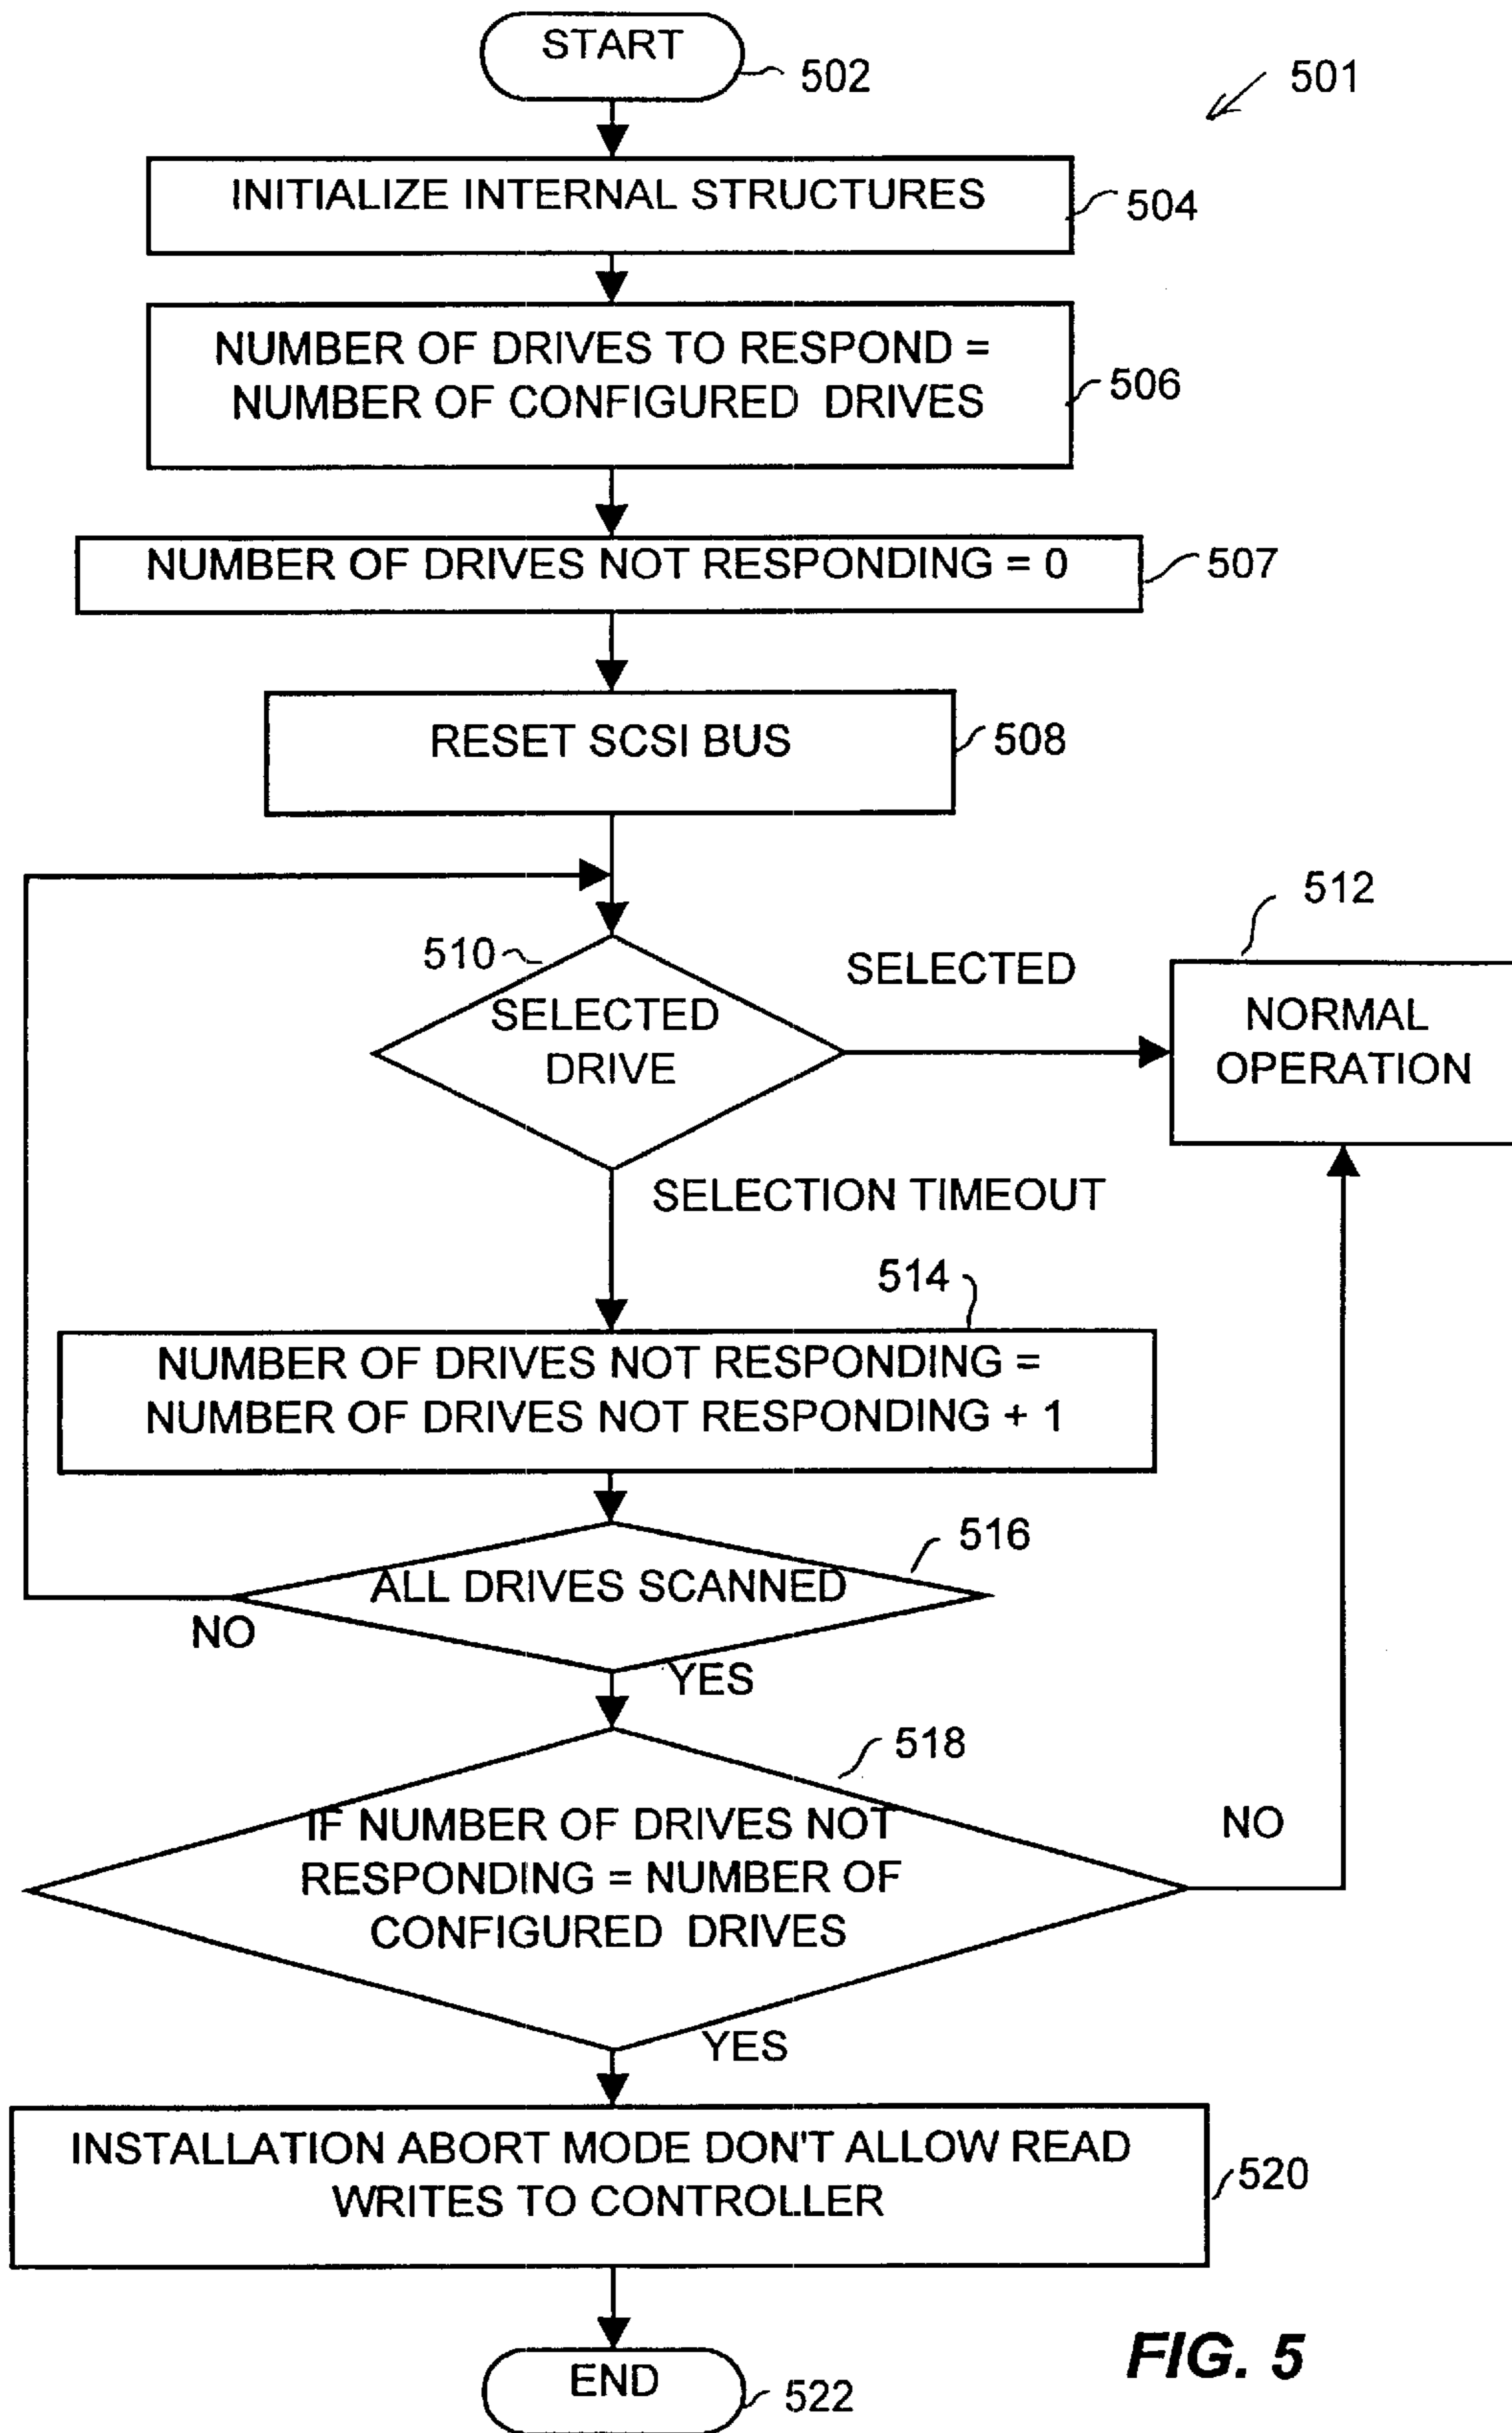 START
502
501
INITIALIZE INTERNAL STRUCTURES
504
NUMBER OF DRIVES TO RESPOND =
NUMBER OF CONFIGURED DRIVES
506
NUMBER OF DRIVES NOT RESPONDING = 0
507
RESET SCSI BUS
508
512
510
SELECTED
DRIVE
SELECTED
NORMAL
OPERATION
SELECTION TIMEOUT
514
NUMBER OF DRIVES NOT RESPONDING =
NUMBER OF DRIVES NOT RESPONDING + 1
516
ALL DRIVES SCANNED
NO
YES
518
IF NUMBER OF DRIVES NOT
RESPONDING = NUMBER OF
CONFIGURED DRIVES
NO
YES
INSTALLATION ABORT MODE DON'T ALLOW READ
WRITES TO CONTROLLER
520
END
522
FIG. 5